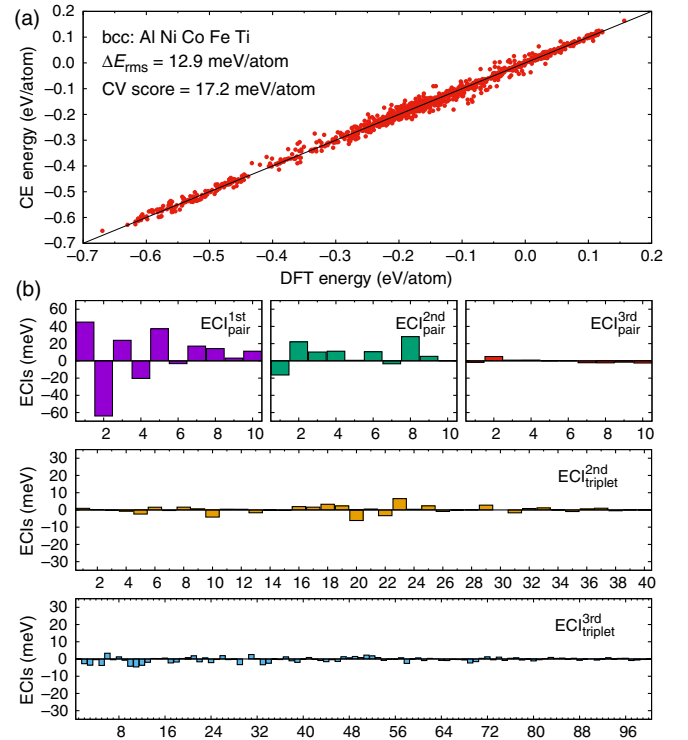 (a)
bcc: Al Ni Co Fe Ti
ΔE_rms = 12.9 meV/atom
CV score = 17.2 meV/atom
CE energy (eV/atom)
0.2
0.1
0.0
−0.1
−0.2
−0.3
−0.4
−0.5
−0.6
−0.7
−0.7 −0.6 −0.5 −0.4 −0.3 −0.2 −0.1 0.0 0.1 0.2
DFT energy (eV/atom)
(b)
ECIs (meV)
60
40
20
0
−20
−40
−60
ECI^1st_pair
2 4 6 8 10
ECI^2nd_pair
2 4 6 8 10
ECI^3rd_pair
2 4 6 8 10
ECIs (meV)
30
20
10
0
−10
−20
−30
ECI^2nd_triplet
2 4 6 8 10 12 14 16 18 20 22 24 26 28 30 32 34 36 38 40
ECIs (meV)
30
20
10
0
−10
−20
−30
ECI^3rd_triplet
8 16 24 32 40 48 56 64 72 80 88 96